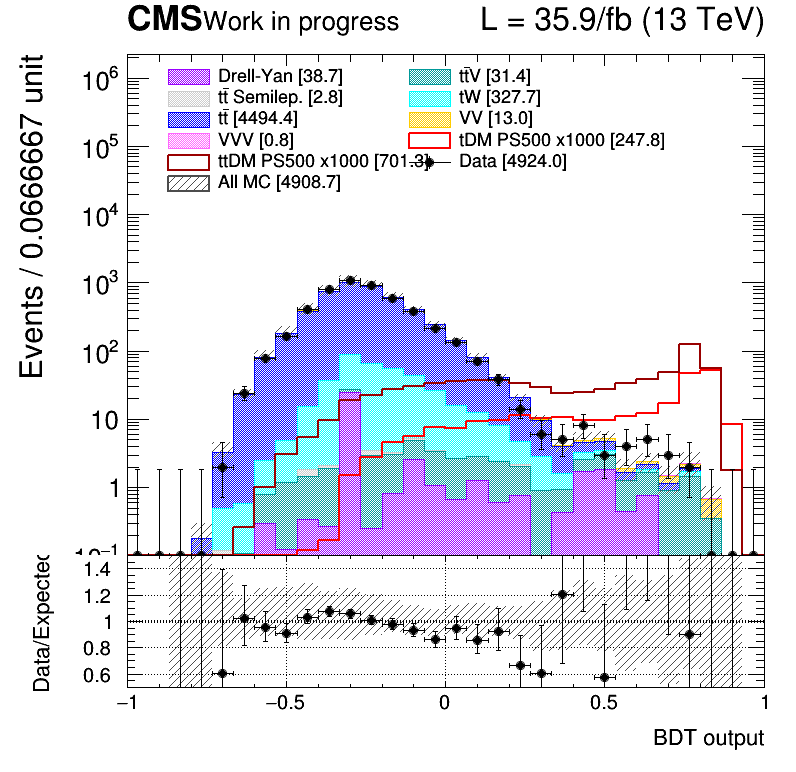 CMS Work in progress L = 35.9/fb (13 TeV)
Events / 0.0666667 unit
Drell-Yan [38.7] tt̄V [31.4]
tt̄ Semilep. [2.8] tW [327.7]
tt̄ [4494.4] VV [13.0]
VVV [0.8] tDM PS500 x1000 [247.8]
ttDM PS500 x1000 [701.3] Data [4924.0]
All MC [4908.7]
10⁶
10⁵
10⁴
10³
10²
10
1
10⁻¹
Data/Expected
1.4
1.2
1
0.8
0.6
−1 −0.5 0 0.5 1
BDT output